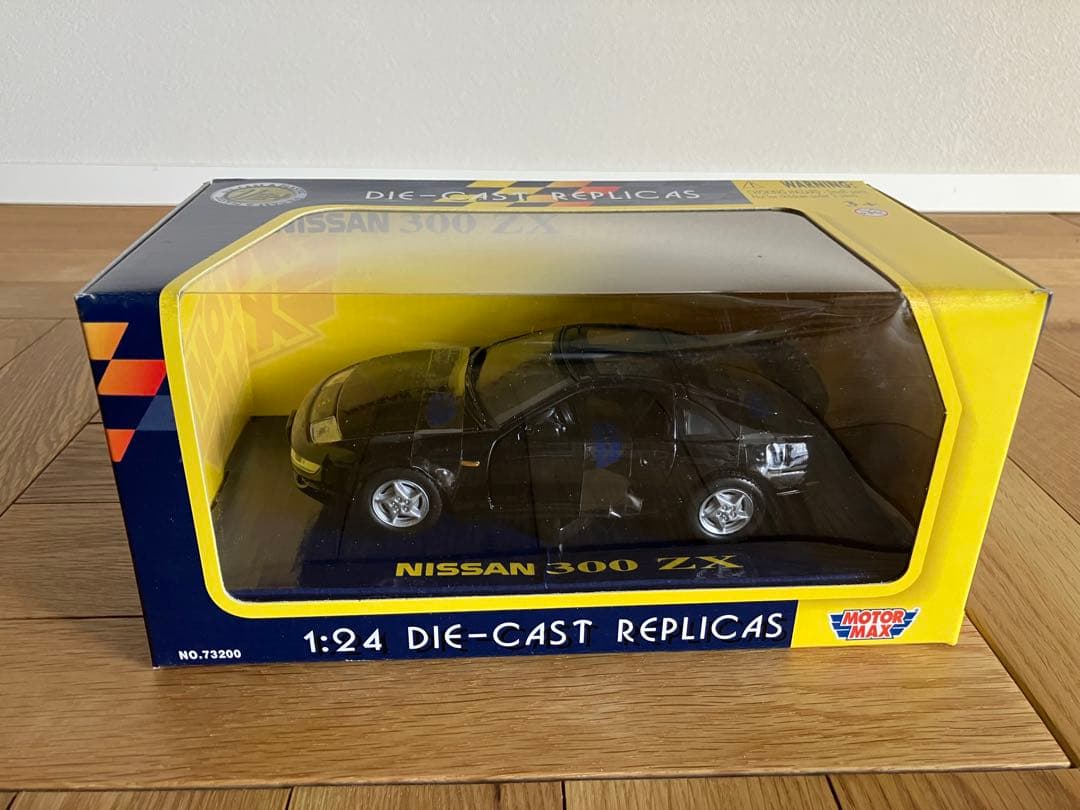 DIE-CAST REPLICAS
WARNING:
3+
NISSAN 300 ZX
NISSAN 300 ZX
1:24 DIE-CAST REPLICAS
MOTOR
MAX
NO.73200